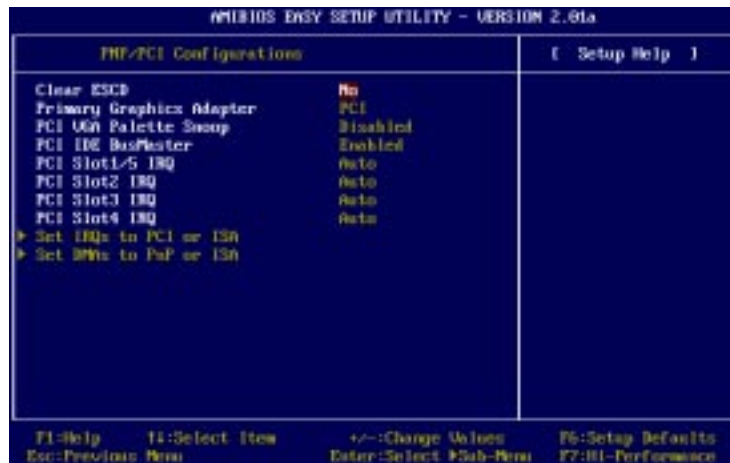 AMIBIOS EASY SETUP UTILITY - VERSION 2.01a
PNP/PCI Configurations
[ Setup Help ]
Clear ESCD No
Primary Graphics Adapter PCI
PCI VGA Palette Snoop Disabled
PCI IDE BusMaster Enabled
PCI Slot1/5 IRQ Auto
PCI Slot2 IRQ Auto
PCI Slot3 IRQ Auto
PCI Slot4 IRQ Auto
Set IRQs to PCI or ISA
Set DMAs to PnP or ISA
F1:Help ↑↓:Select Item +/-:Change Values F6:Setup Defaults
Esc:Previous Menu Enter:Select ▶Sub-Menu F7:Hi-Performance